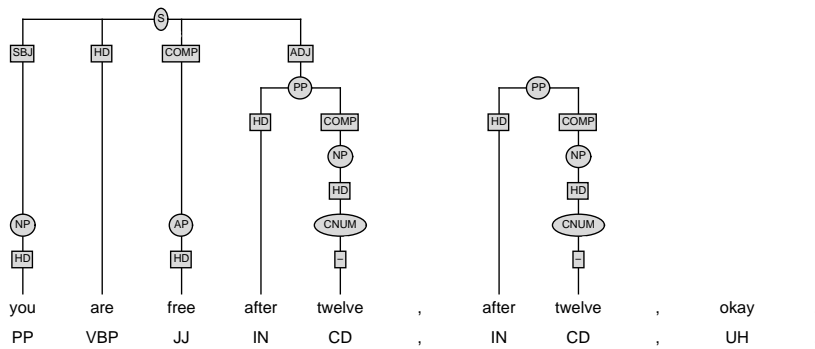 S
SBJ HD COMP ADJ
PP PP
HD COMP HD COMP
NP NP
HD HD
NP AP CNUM CNUM
HD HD – –
you are free after twelve , after twelve , okay
PP VBP JJ IN CD , IN CD , UH